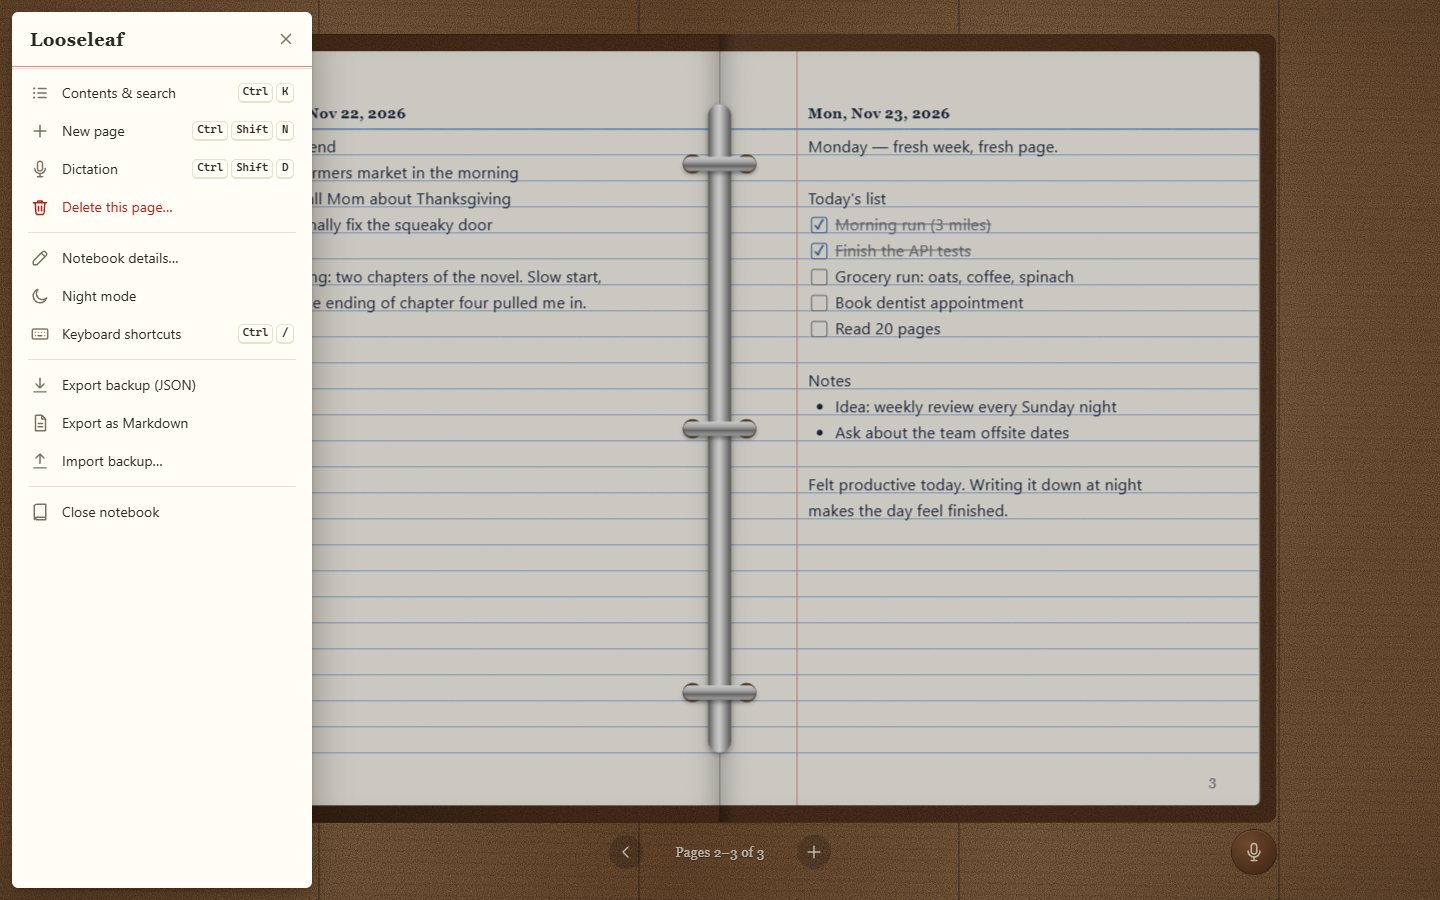 Looseleaf
Contents & search Ctrl K
New page Ctrl Shift N
Dictation Ctrl Shift D
Delete this page...
Notebook details...
Night mode
Keyboard shortcuts Ctrl /
Export backup (JSON)
Export as Markdown
Import backup...
Close notebook
Nov 22, 2026
market in the morning
Mom about Thanksgiving
fix the squeaky door
two chapters of the novel. Slow start,
ending of chapter four pulled me in.
Mon, Nov 23, 2026
Monday — fresh week, fresh page.
Today's list
Morning run (3 miles)
Finish the API tests
Grocery run: oats, coffee, spinach
Book dentist appointment
Read 20 pages
Notes
• Idea: weekly review every Sunday night
• Ask about the team offsite dates
Felt productive today. Writing it down at night
makes the day feel finished.
3
Pages 2–3 of 3